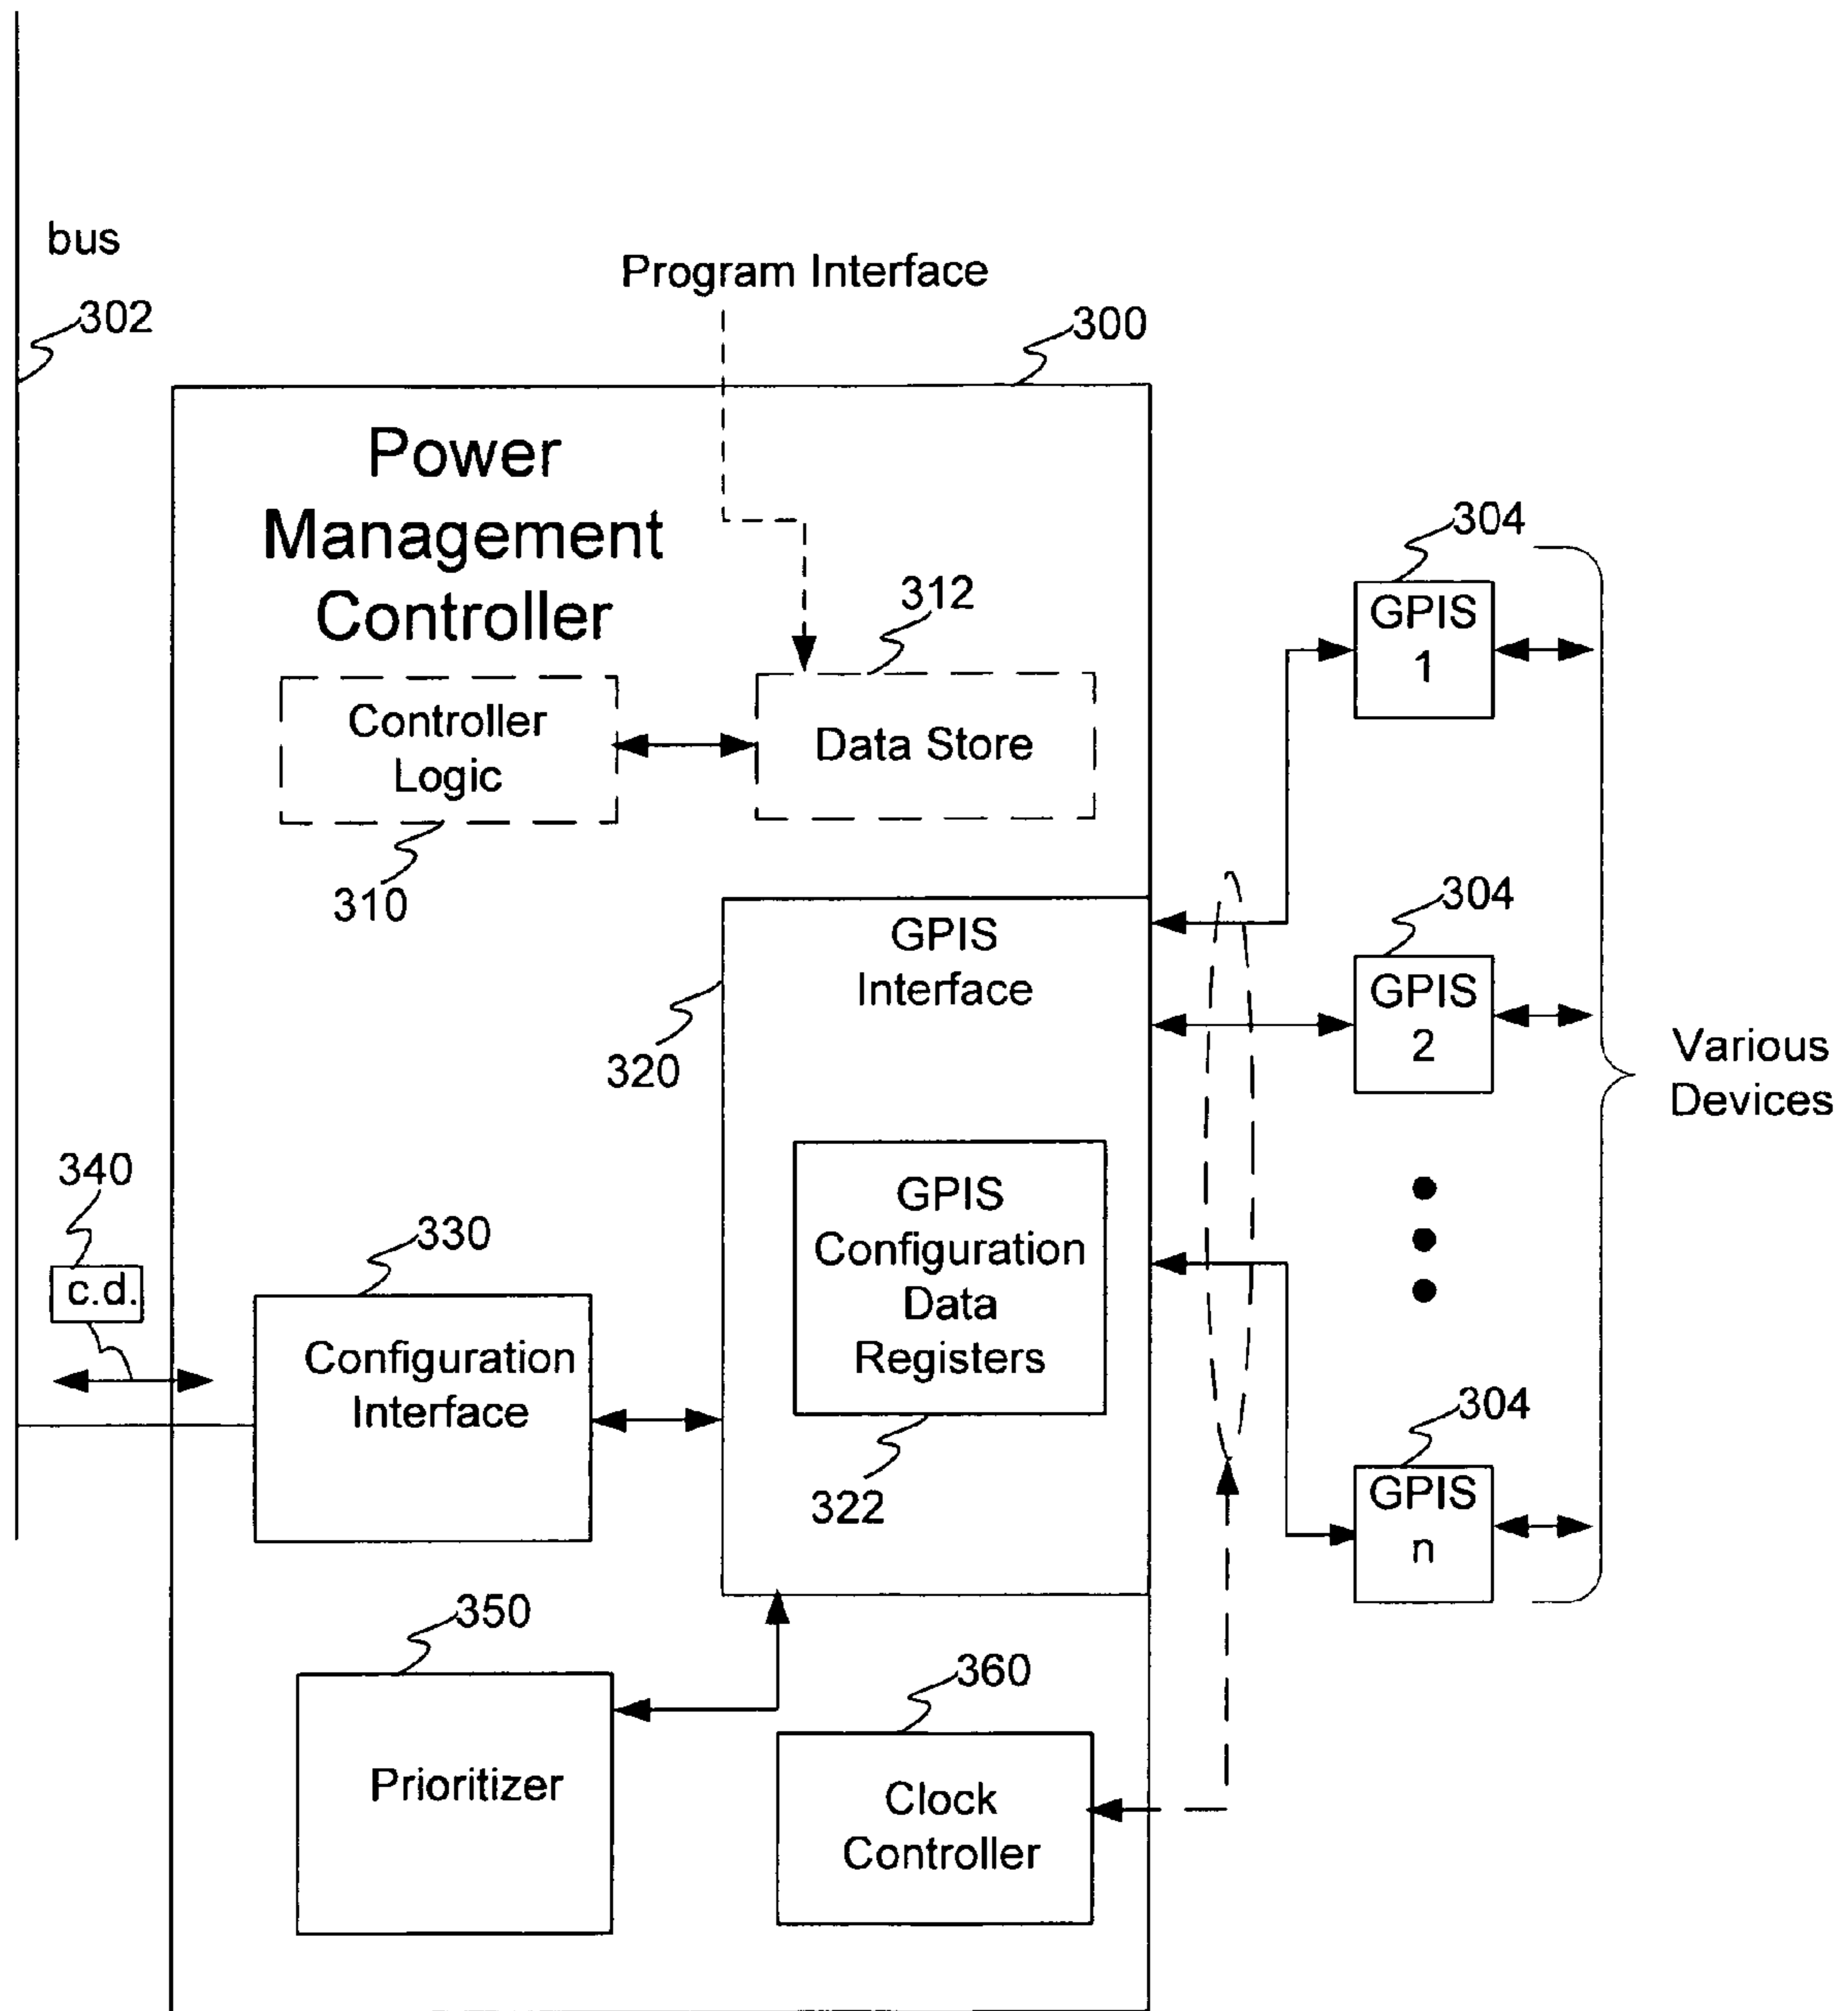 bus
302
Program Interface
300
Power
Management
Controller
304
GPIS
1
312
Controller
Logic
Data Store
310
GPIS
Interface
304
GPIS
2
320
Various
Devices
340
c.d.
330
GPIS
Configuration
Data
Registers
Configuration
Interface
322
304
GPIS
n
350
Prioritizer
360
Clock
Controller